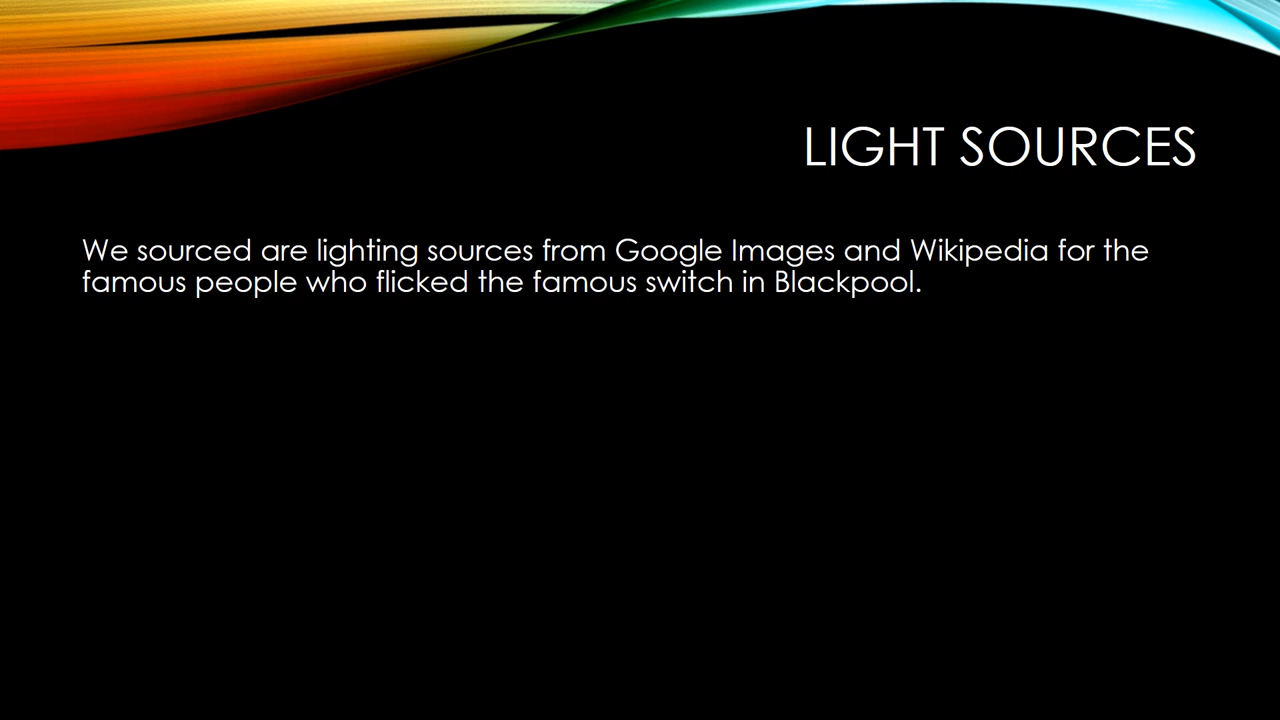 LIGHT SOURCES
We sourced are lighting sources from Google Images and Wikipedia for the
famous people who flicked the famous switch in Blackpool.